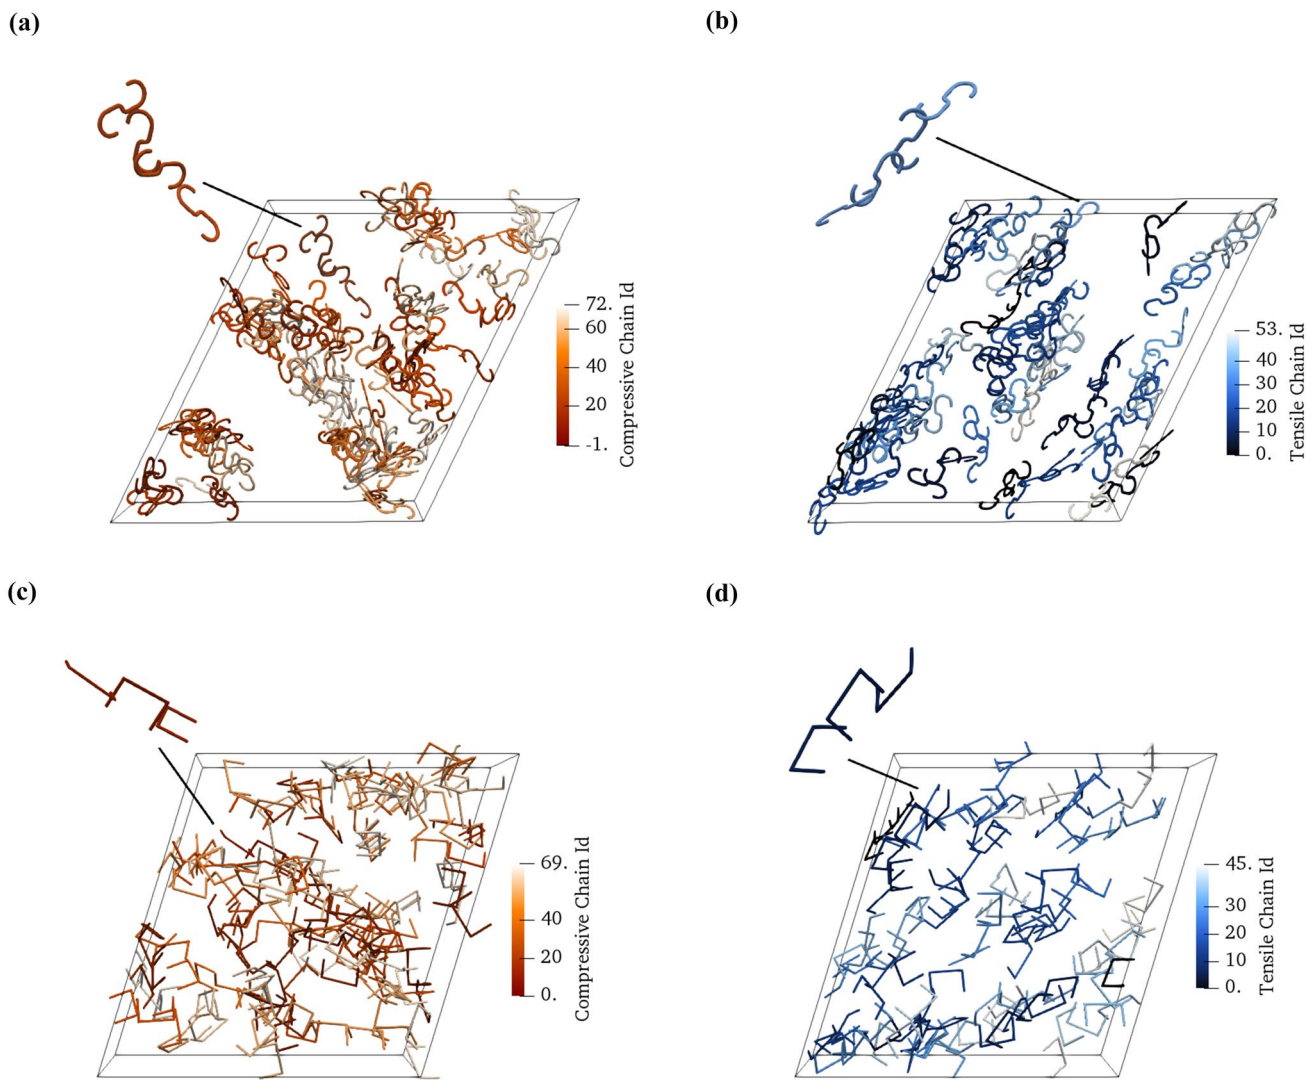 (a)
(b)
72.
60
40
20
-1.
Compressive Chain Id
53.
40
30
20
10
0.
Tensile Chain Id
(c)
(d)
69.
40
20
0.
Compressive Chain Id
45.
30
20
10
0.
Tensile Chain Id